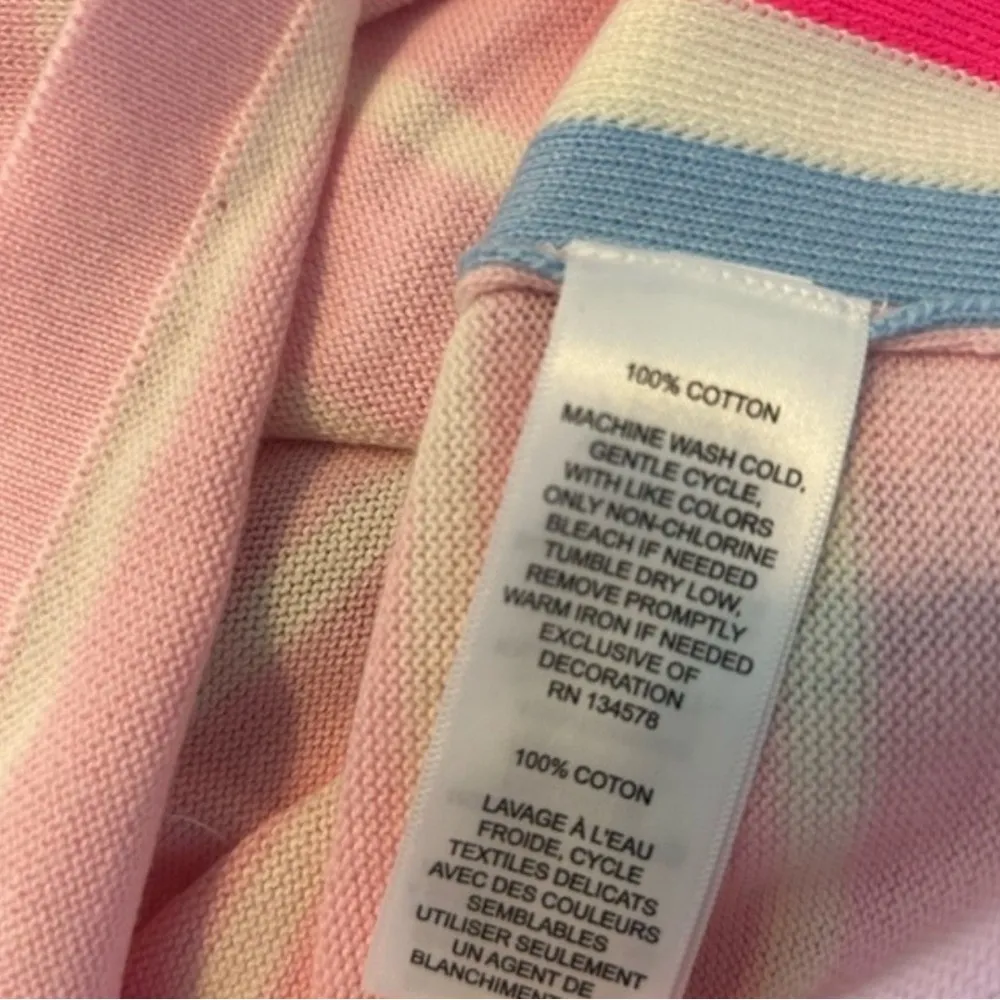 100% COTTON
MACHINE WASH COLD,
GENTLE CYCLE,
WITH LIKE COLORS
ONLY NON-CHLORINE
BLEACH IF NEEDED
TUMBLE DRY LOW,
REMOVE PROMPTLY
WARM IRON IF NEEDED
EXCLUSIVE OF
DECORATION
RN 134578
100% COTON
LAVAGE À L'EAU
FROIDE, CYCLE
TEXTILES DELICATS
AVEC DES COULEURS
SEMBLABLES
UTILISER SEULEMENT
UN AGENT DE
BLANCHIMENT